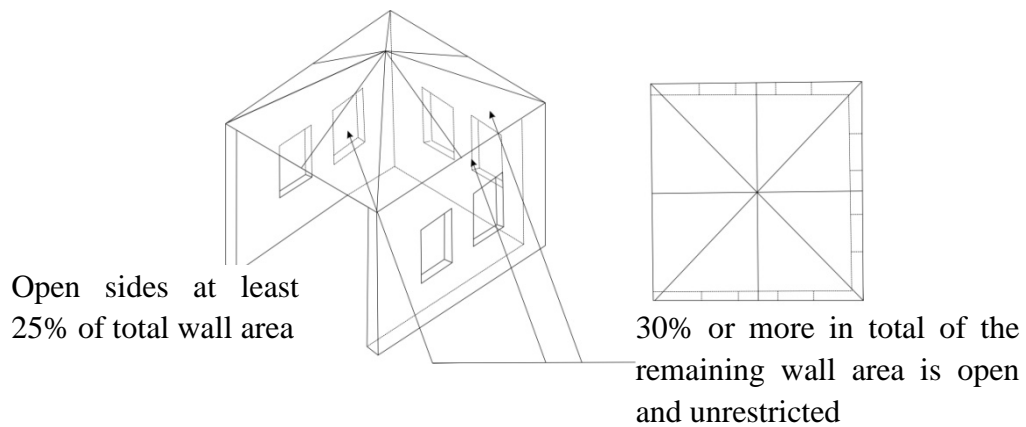 Open sides at least
25% of total wall area
30% or more in total of the
remaining wall area is open
and unrestricted